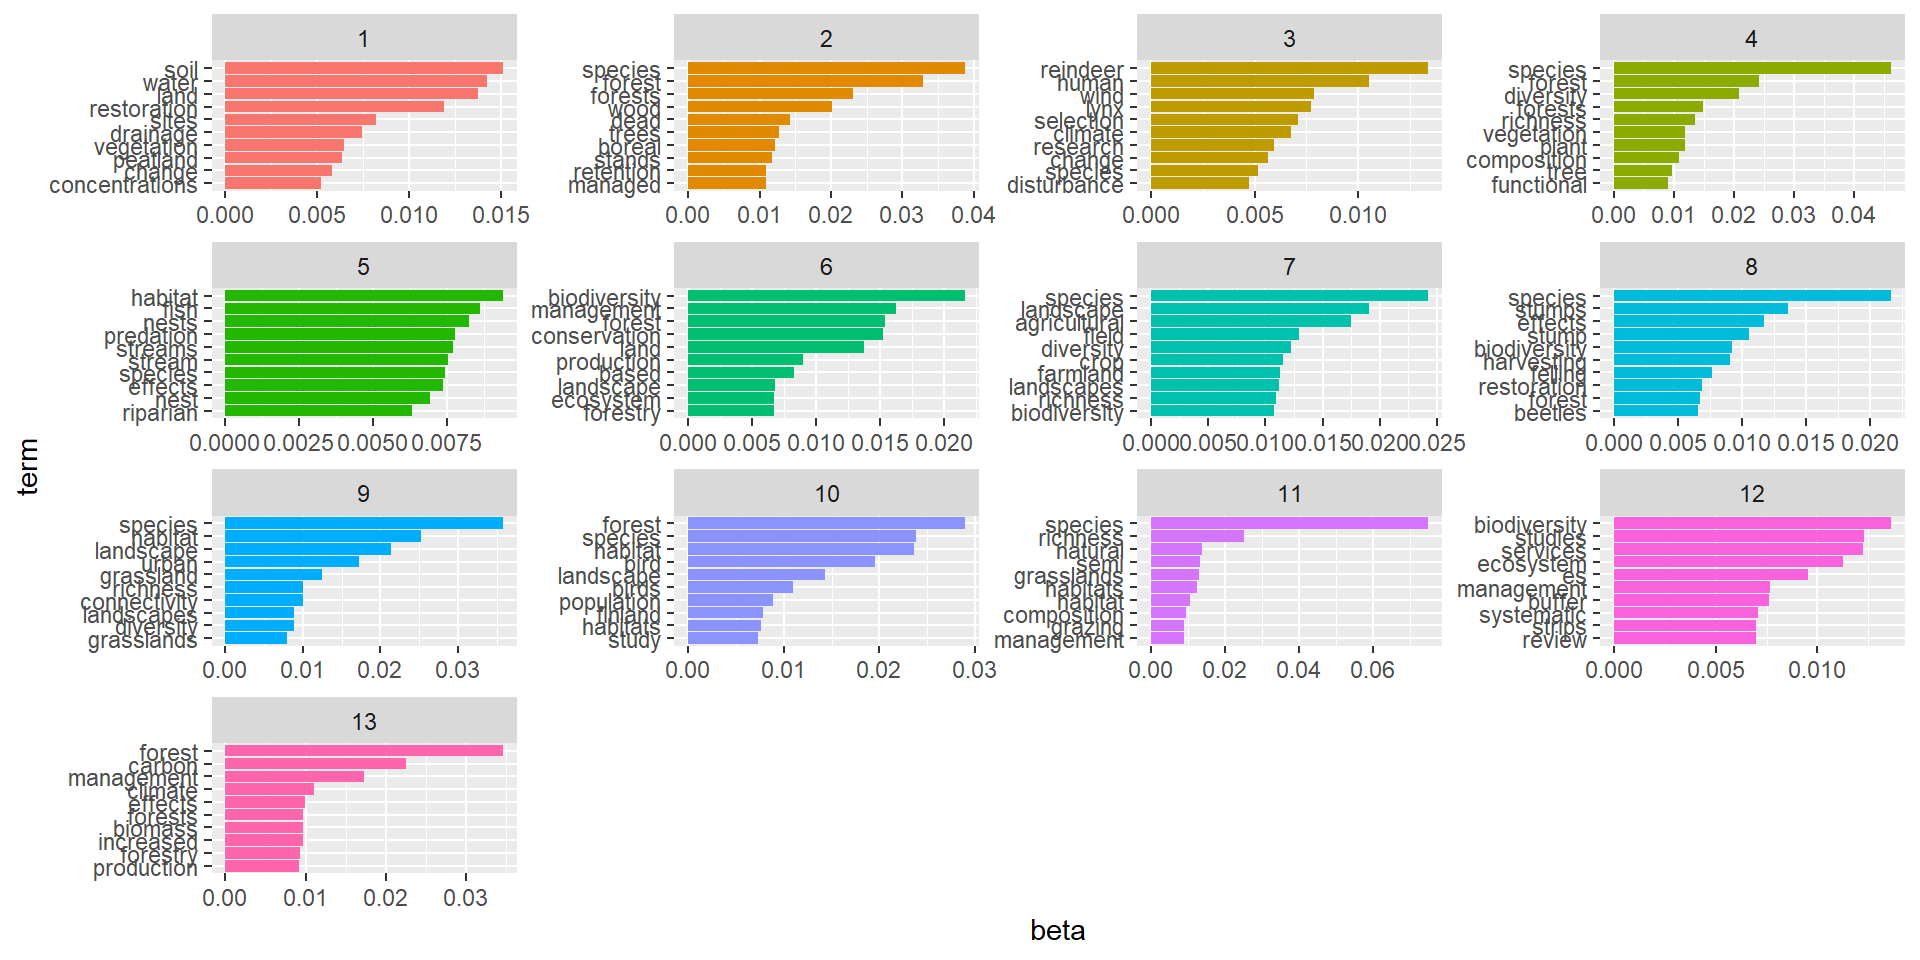 1
soil
water
land
restoration
sites
drainage
vegetation
peatland
change
concentrations
0.000 0.005 0.010 0.015
2
species
forest
forests
wood
dead
trees
boreal
stands
retention
managed
0.00 0.01 0.02 0.03 0.04
3
reindeer
human
wind
lynx
selection
climate
research
change
species
disturbance
0.000 0.005 0.010
4
species
forest
diversity
forests
richness
vegetation
plant
composition
tree
functional
0.00 0.01 0.02 0.03 0.04
5
habitat
fish
nests
predation
streams
stream
species
effects
nest
riparian
0.0000 0.0025 0.0050 0.0075
6
biodiversity
management
forest
conservation
land
production
based
landscape
ecosystem
forestry
0.000 0.005 0.010 0.015 0.020
7
species
landscape
agricultural
field
diversity
crop
farmland
landscapes
richness
biodiversity
0.000 0.005 0.010 0.015 0.020 0.025
8
species
stumps
effects
stump
biodiversity
harvesting
felling
restoration
forest
beetles
0.000 0.005 0.010 0.015 0.020
9
species
habitat
landscape
urban
grassland
richness
connectivity
landscapes
diversity
grasslands
0.00 0.01 0.02 0.03
10
forest
species
habitat
bird
landscape
birds
population
finland
habitats
study
0.00 0.01 0.02 0.03
11
species
richness
natural
semi
grasslands
habitats
habitat
composition
grazing
management
0.00 0.02 0.04 0.06
12
biodiversity
studies
services
ecosystem
es
management
buffer
systematic
strips
review
0.000 0.005 0.010
13
forest
carbon
management
climate
effects
forests
biomass
increased
forestry
production
0.00 0.01 0.02 0.03
term
beta